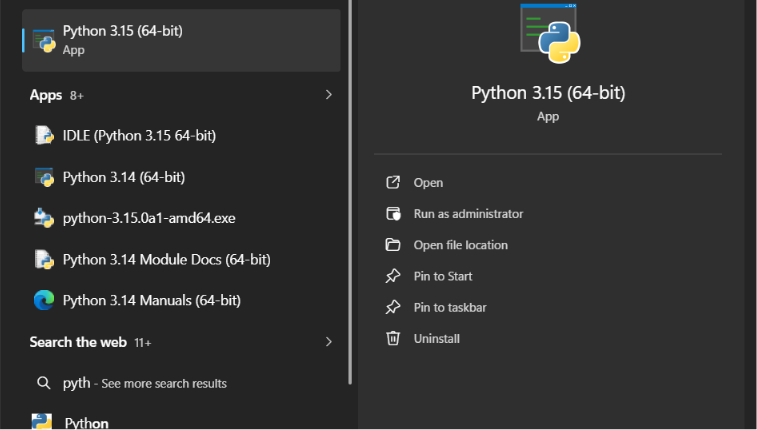 Python 3.15 (64-bit)
App
Apps 8+
IDLE (Python 3.15 64-bit)
Python 3.14 (64-bit)
python-3.15.0a1-amd64.exe
Python 3.14 Module Docs (64-bit)
Python 3.14 Manuals (64-bit)
Search the web 11+
pyth - See more search results
Python
Python 3.15 (64-bit)
App
Open
Run as administrator
Open file location
Pin to Start
Pin to taskbar
Uninstall